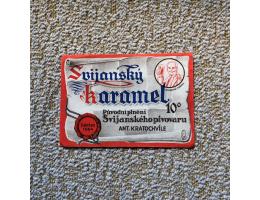 Svijanský
karamel
10°
Původní plnění
Svijanského pivovaru
ANT. KRATOCHVÍLE